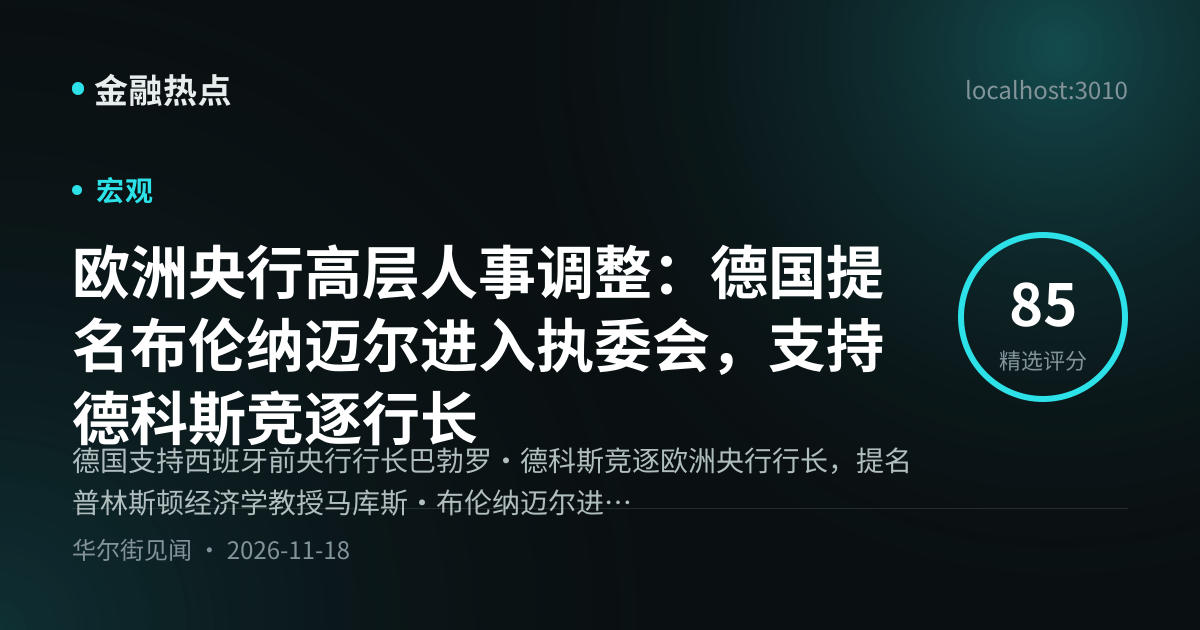 金融热点
localhost:3010
宏观
欧洲央行高层人事调整：德国提
名布伦纳迈尔进入执委会，支持
德科斯竞逐行长
85
精选评分
德国支持西班牙前央行行长巴勃罗·德科斯竞逐欧洲央行行长，提名
普林斯顿经济学教授马库斯·布伦纳迈尔进…
华尔街见闻 · 2026-11-18